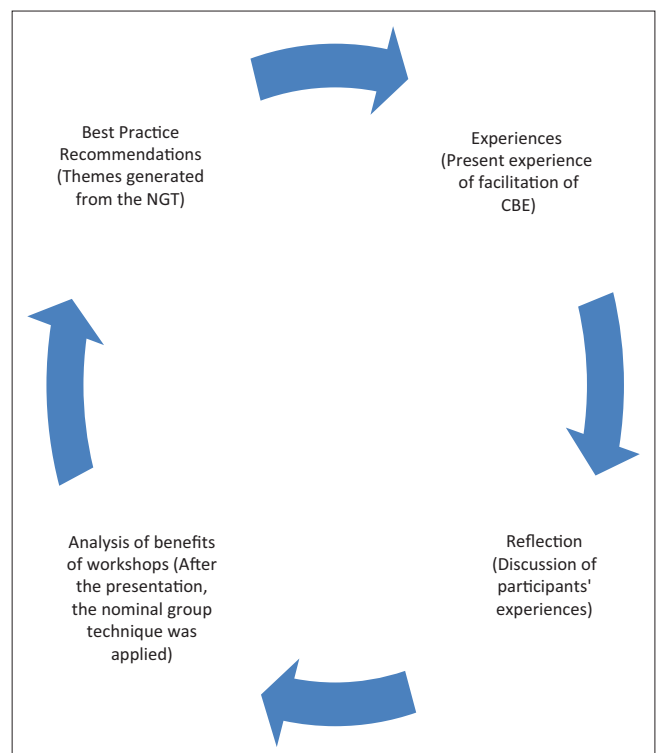 Best Practice
Recommendations
(Themes generated
from the NGT)
Experiences
(Present experience
of facilitation of
CBE)
Reflection
(Discussion of
participants'
experiences)
Analysis of benefits
of workshops (After
the presentation,
the nominal group
technique was
applied)